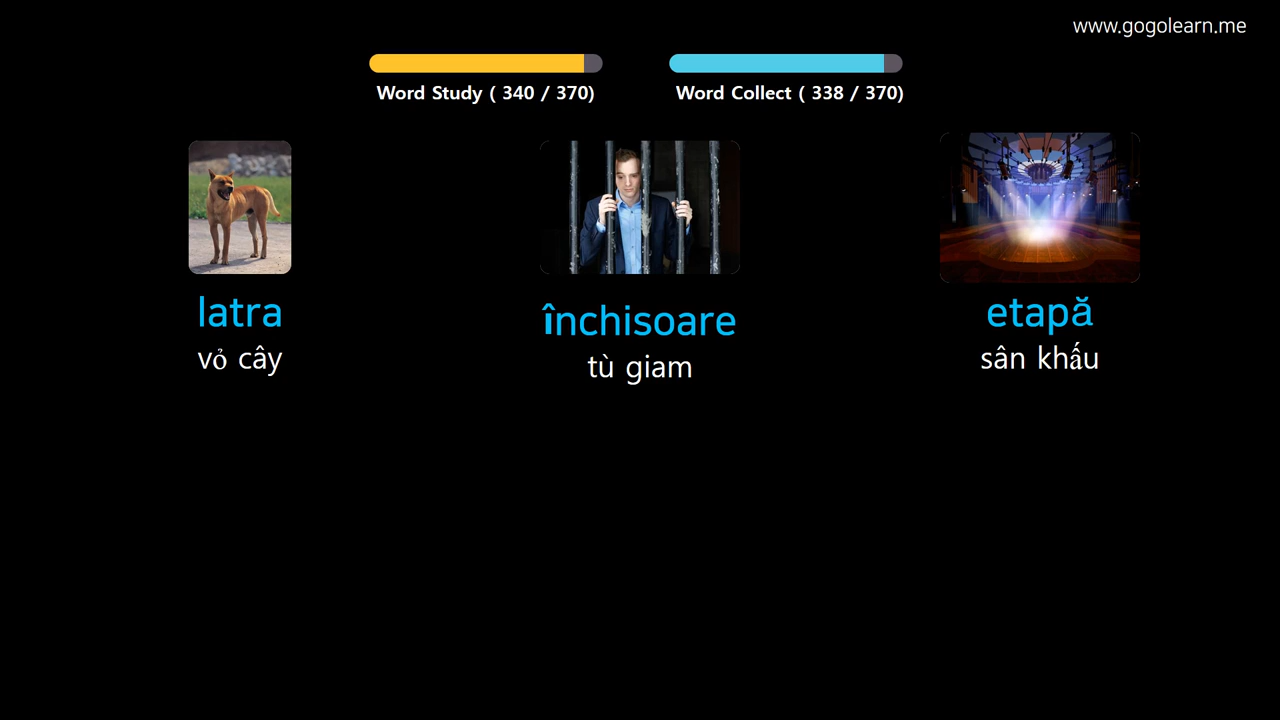 www.gogolearn.me
Word Study ( 340 / 370)
Word Collect ( 338 / 370)
latra
vỏ cây
închisoare
tù giam
etapă
sân khấu